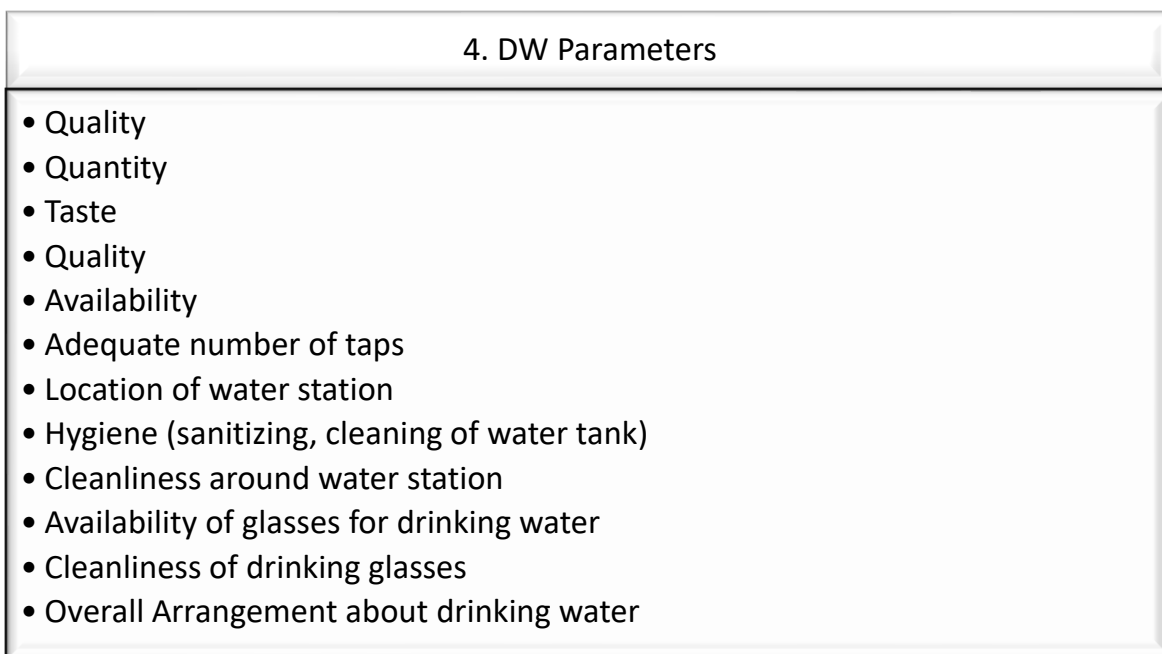 4. DW Parameters
• Quality
• Quantity
• Taste
• Quality
• Availability
• Adequate number of taps
• Location of water station
• Hygiene (sanitizing, cleaning of water tank)
• Cleanliness around water station
• Availability of glasses for drinking water
• Cleanliness of drinking glasses
• Overall Arrangement about drinking water